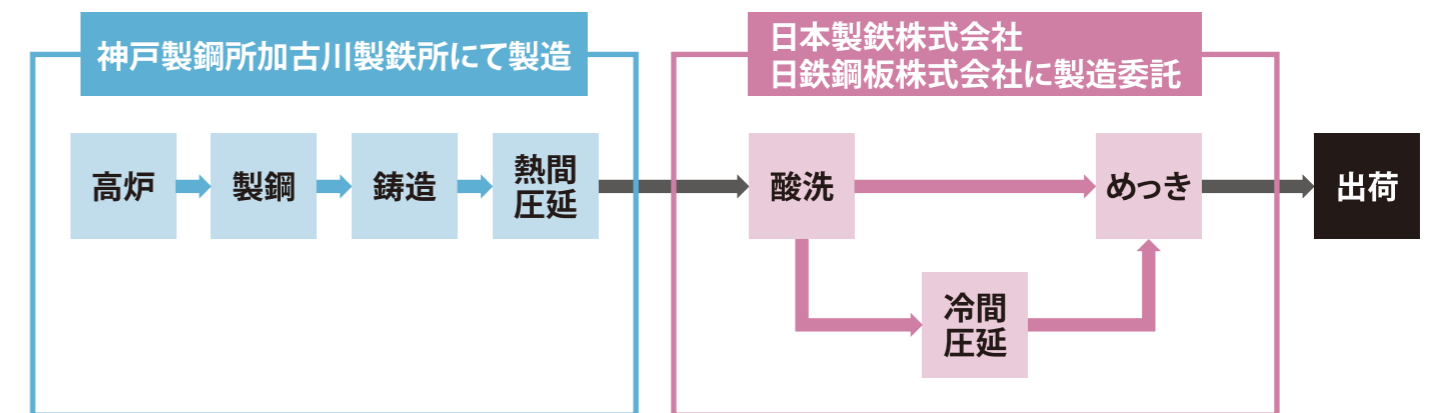 神戸製鋼所加古川製鉄所にて製造
日本製鉄株式会社
日鉄鋼板株式会社に製造委託
高炉
製鋼
鋳造
熱間
圧延
酸洗
めっき
出荷
冷間
圧延